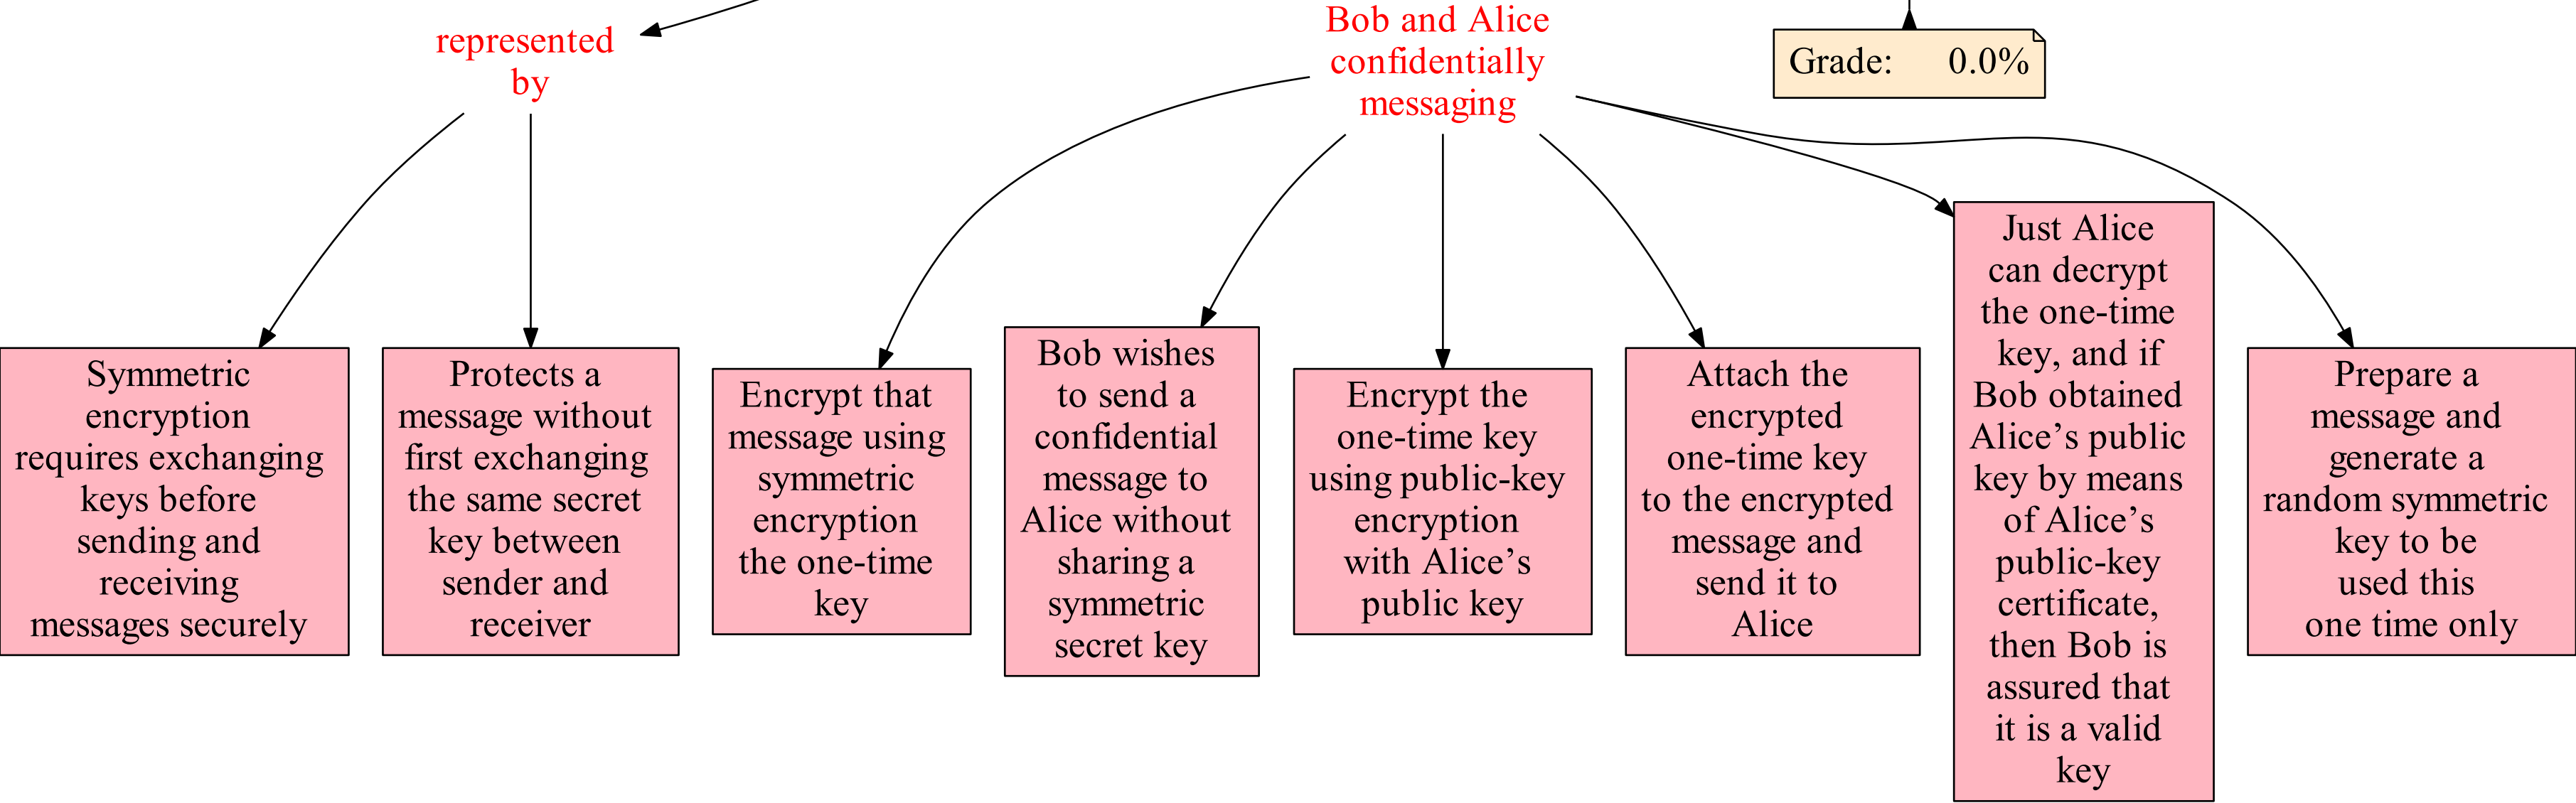 represented
by
Bob and Alice
confidentially
messaging
Grade: 0.0%
Symmetric
encryption
requires exchanging
keys before
sending and
receiving
messages securely
Protects a
message without
first exchanging
the same secret
key between
sender and
receiver
Encrypt that
message using
symmetric
encryption
the one-time
key
Bob wishes
to send a
confidential
message to
Alice without
sharing a
symmetric
secret key
Encrypt the
one-time key
using public-key
encryption
with Alice’s
public key
Attach the
encrypted
one-time key
to the encrypted
message and
send it to
Alice
Just Alice
can decrypt
the one-time
key, and if
Bob obtained
Alice’s public
key by means
of Alice’s
public-key
certificate,
then Bob is
assured that
it is a valid
key
Prepare a
message and
generate a
random symmetric
key to be
used this
one time only